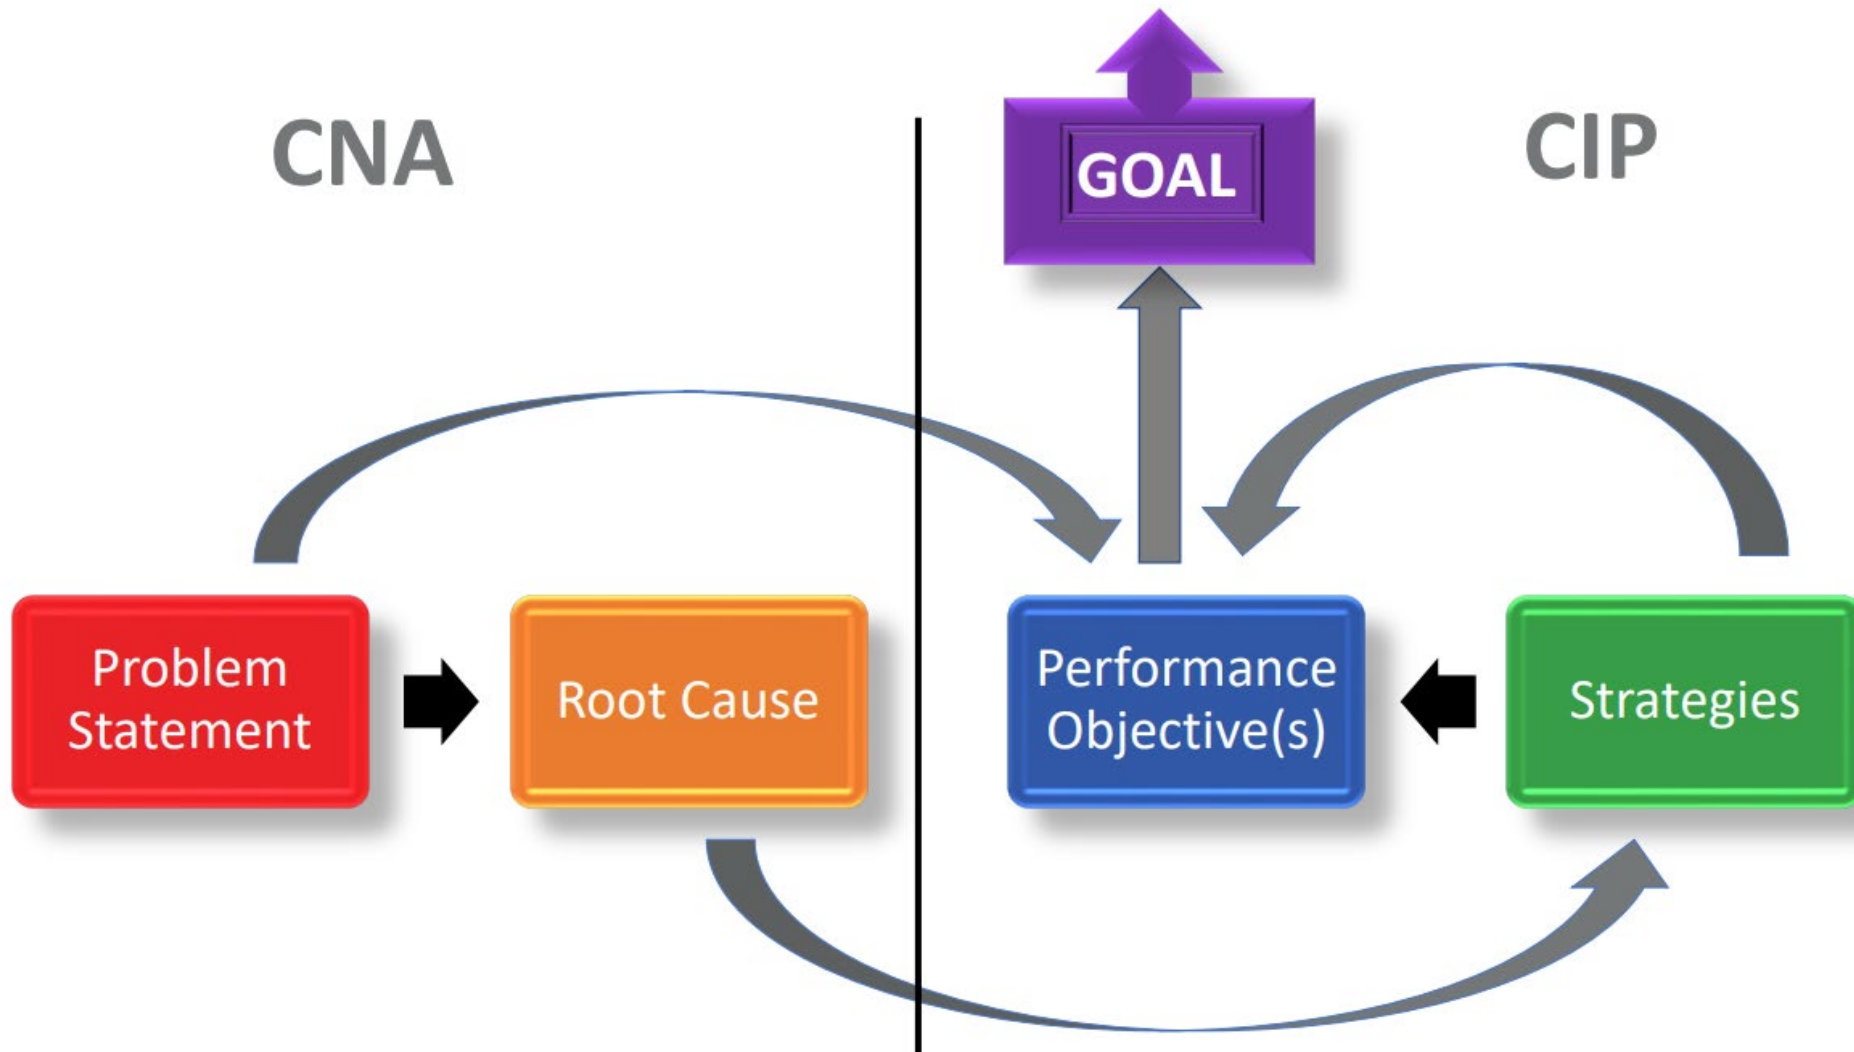 CNA
GOAL
CIP
Problem
Statement
Root Cause
Performance
Objective(s)
Strategies